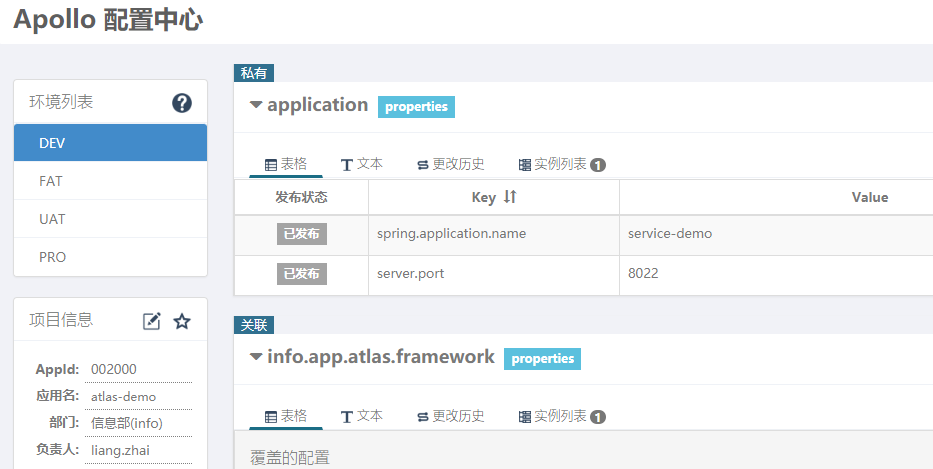 Apollo 配置中心
环境列表
DEV
FAT
UAT
PRO
项目信息
AppId: 002000
应用名: atlas-demo
部门: 信息部(info)
负责人: liang.zhai
私有
application properties
表格 文本 更改历史 实例列表 1
发布状态 Key Value
已发布 spring.application.name service-demo
已发布 server.port 8022
关联
info.app.atlas.framework properties
表格 文本 更改历史 实例列表 1
覆盖的配置